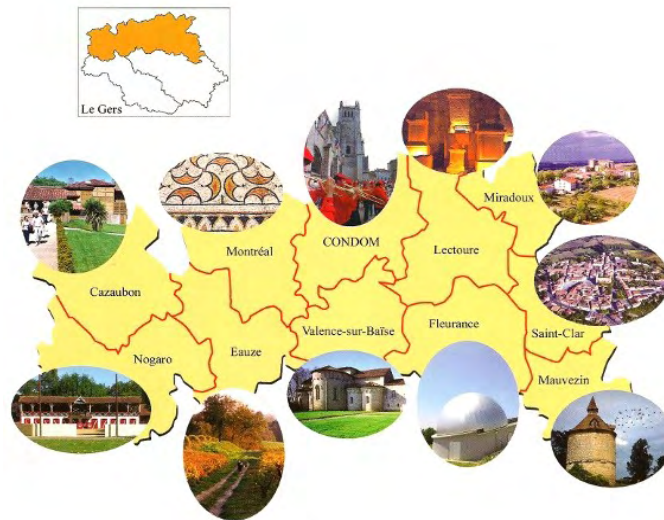 Le Gers
Miradoux
Montréal
CONDOM
Lectoure
Cazaubon
Valence-sur-Baïse
Fleurance
Saint-Clar
Nogaro
Eauze
Mauvezin